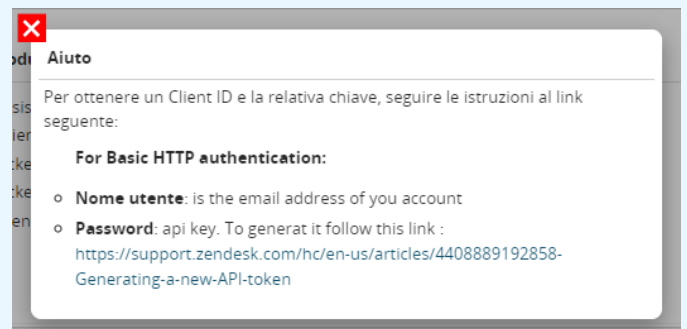 Aiuto
Per ottenere un Client ID e la relativa chiave, seguire le istruzioni al link
seguente:
For Basic HTTP authentication:
Nome utente: is the email address of you account
Password: api key. To generat it follow this link :
https://support.zendesk.com/hc/en-us/articles/4408889192858-
Generating-a-new-API-token